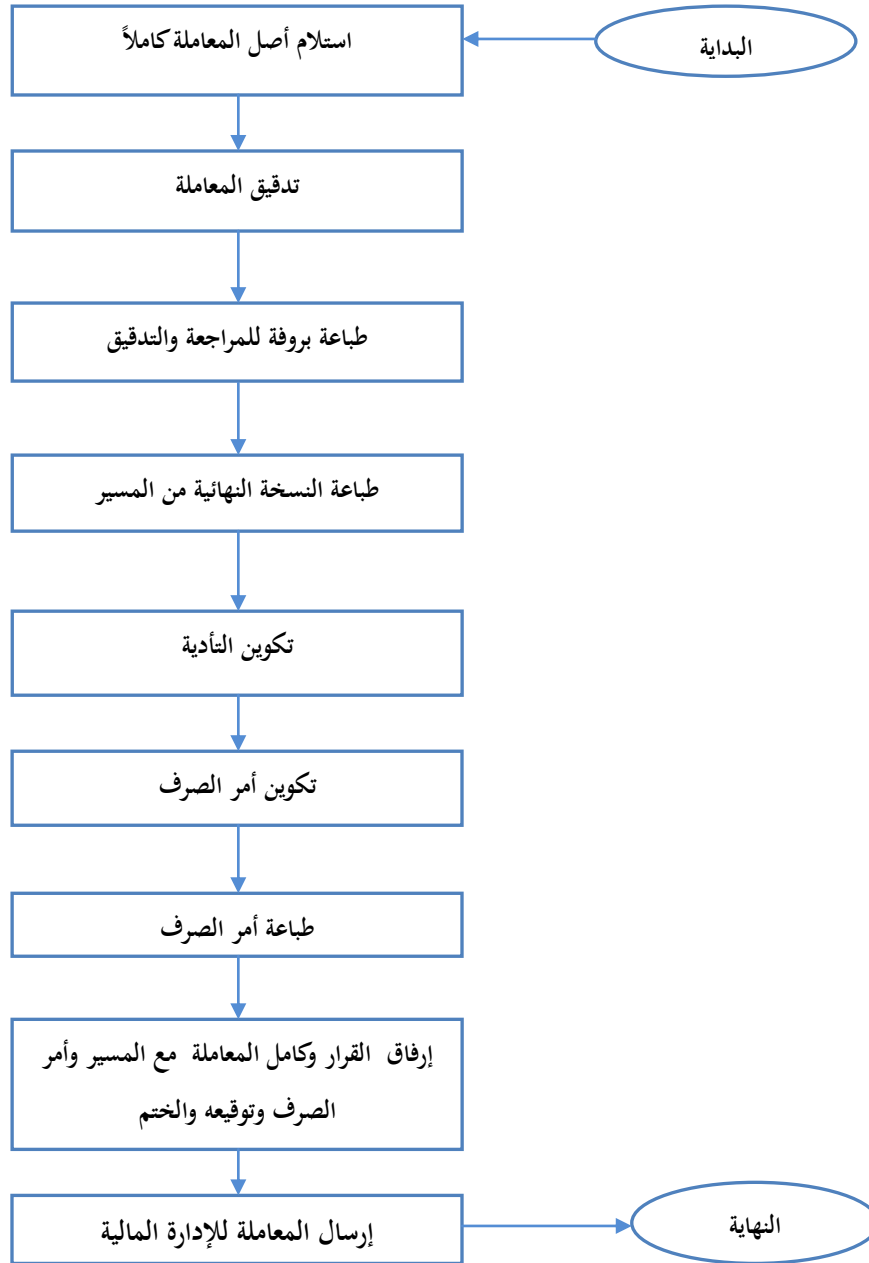 البداية
استلام أصل المعاملة كاملاً
تدقيق المعاملة
طباعة بروفة للمراجعة والتدقيق
طباعة النسخة النهائية من المسير
تكوين التأدية
تكوين أمر الصرف
طباعة أمر الصرف
إرفاق القرار وكامل المعاملة مع المسير وأمر
الصرف وتوقيعه والختم
إرسال المعاملة للإدارة المالية
النهاية